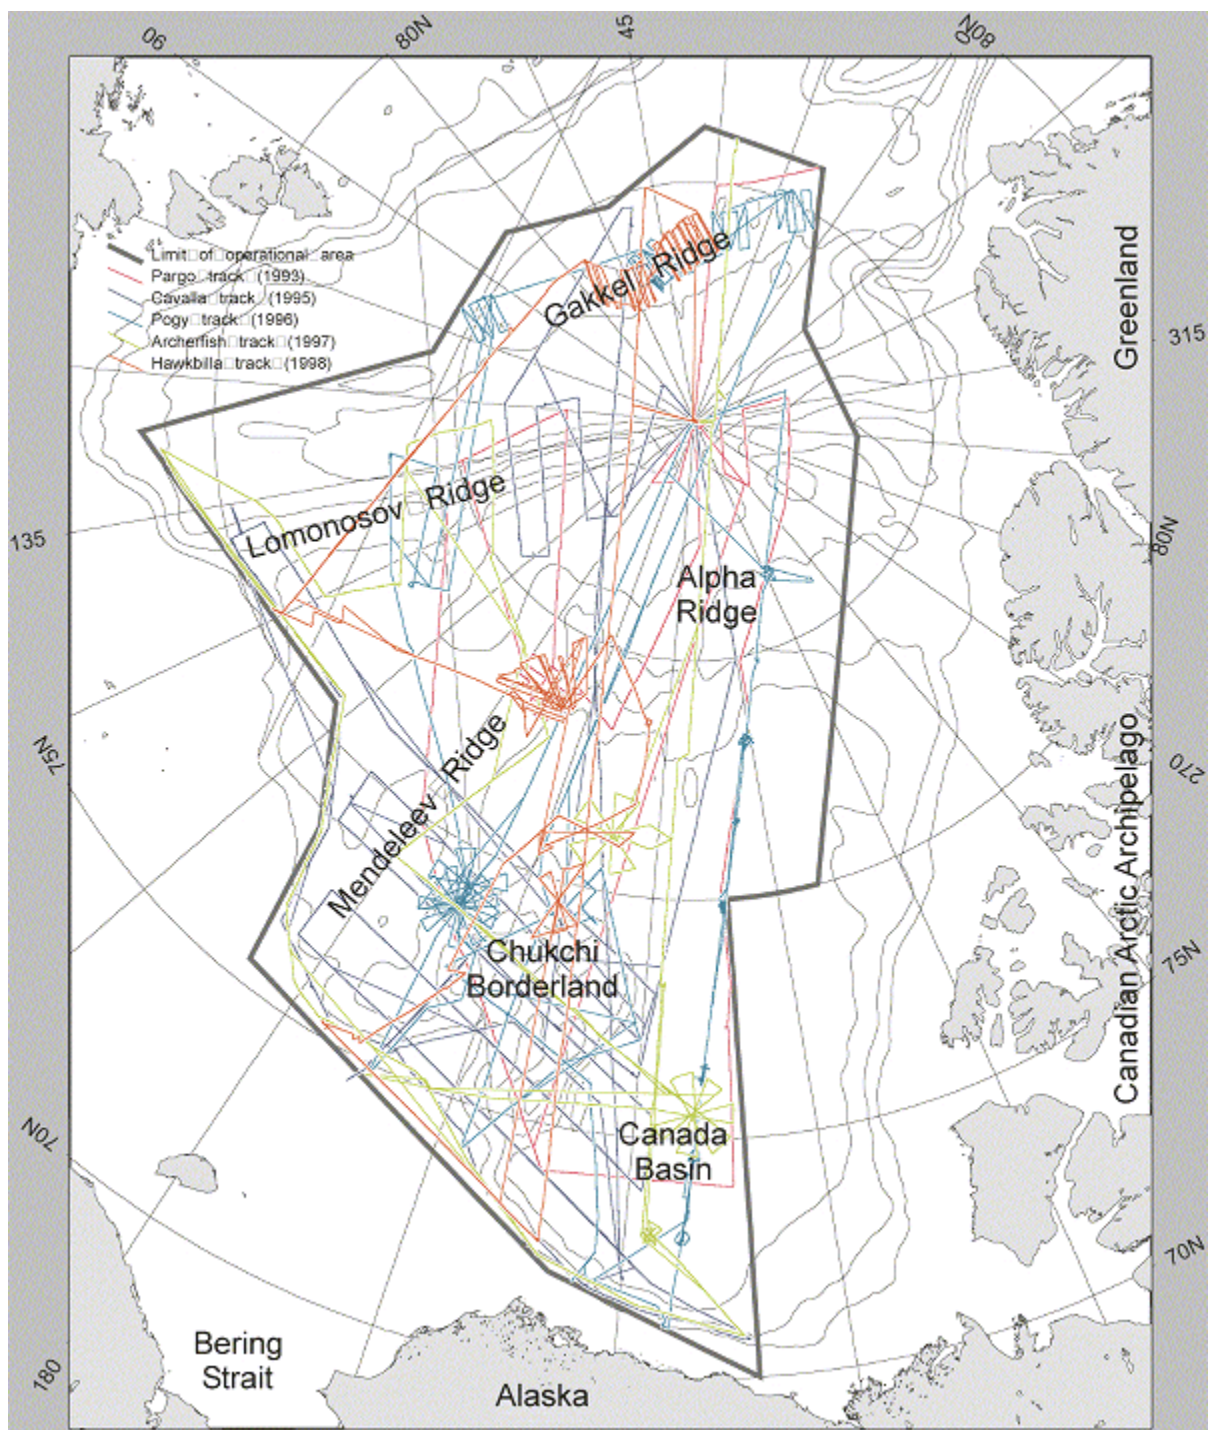 90
80N
45
80N
Limit of operational area
Pargo track (1993)
Cavalla track (1995)
Pogy track (1996)
Archerfish track (1997)
Hawkbilla track (1998)
Gakkel Ridge
Greenland
315
Lomonosov Ridge
135
80N
Alpha
Ridge
Mendeleev Ridge
75N
270
Canadian Arctic Archipelago
Chukchi
Borderland
75N
70N
Canada
Basin
70N
Bering
Strait
180
Alaska